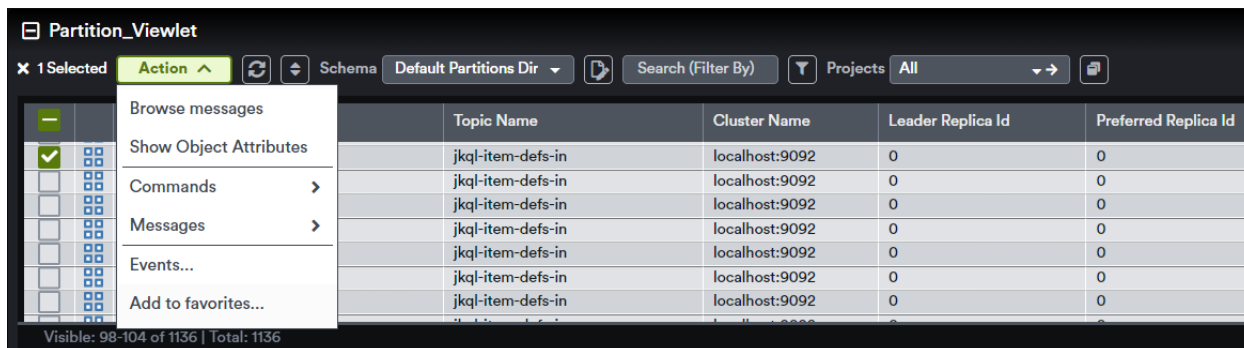 Partition_Viewlet
1 Selected Action Schema Default Partitions Dir Search (Filter By) Projects All
Browse messages
Show Object Attributes
Commands
Messages
Events...
Add to favorites...
Topic Name Cluster Name Leader Replica Id Preferred Replica Id
jkql-item-defs-in localhost:9092 0 0
jkql-item-defs-in localhost:9092 0 0
jkql-item-defs-in localhost:9092 0 0
jkql-item-defs-in localhost:9092 0 0
jkql-item-defs-in localhost:9092 0 0
jkql-item-defs-in localhost:9092 0 0
jkql-item-defs-in localhost:9092 0 0
Visible: 98-104 of 1136 | Total: 1136